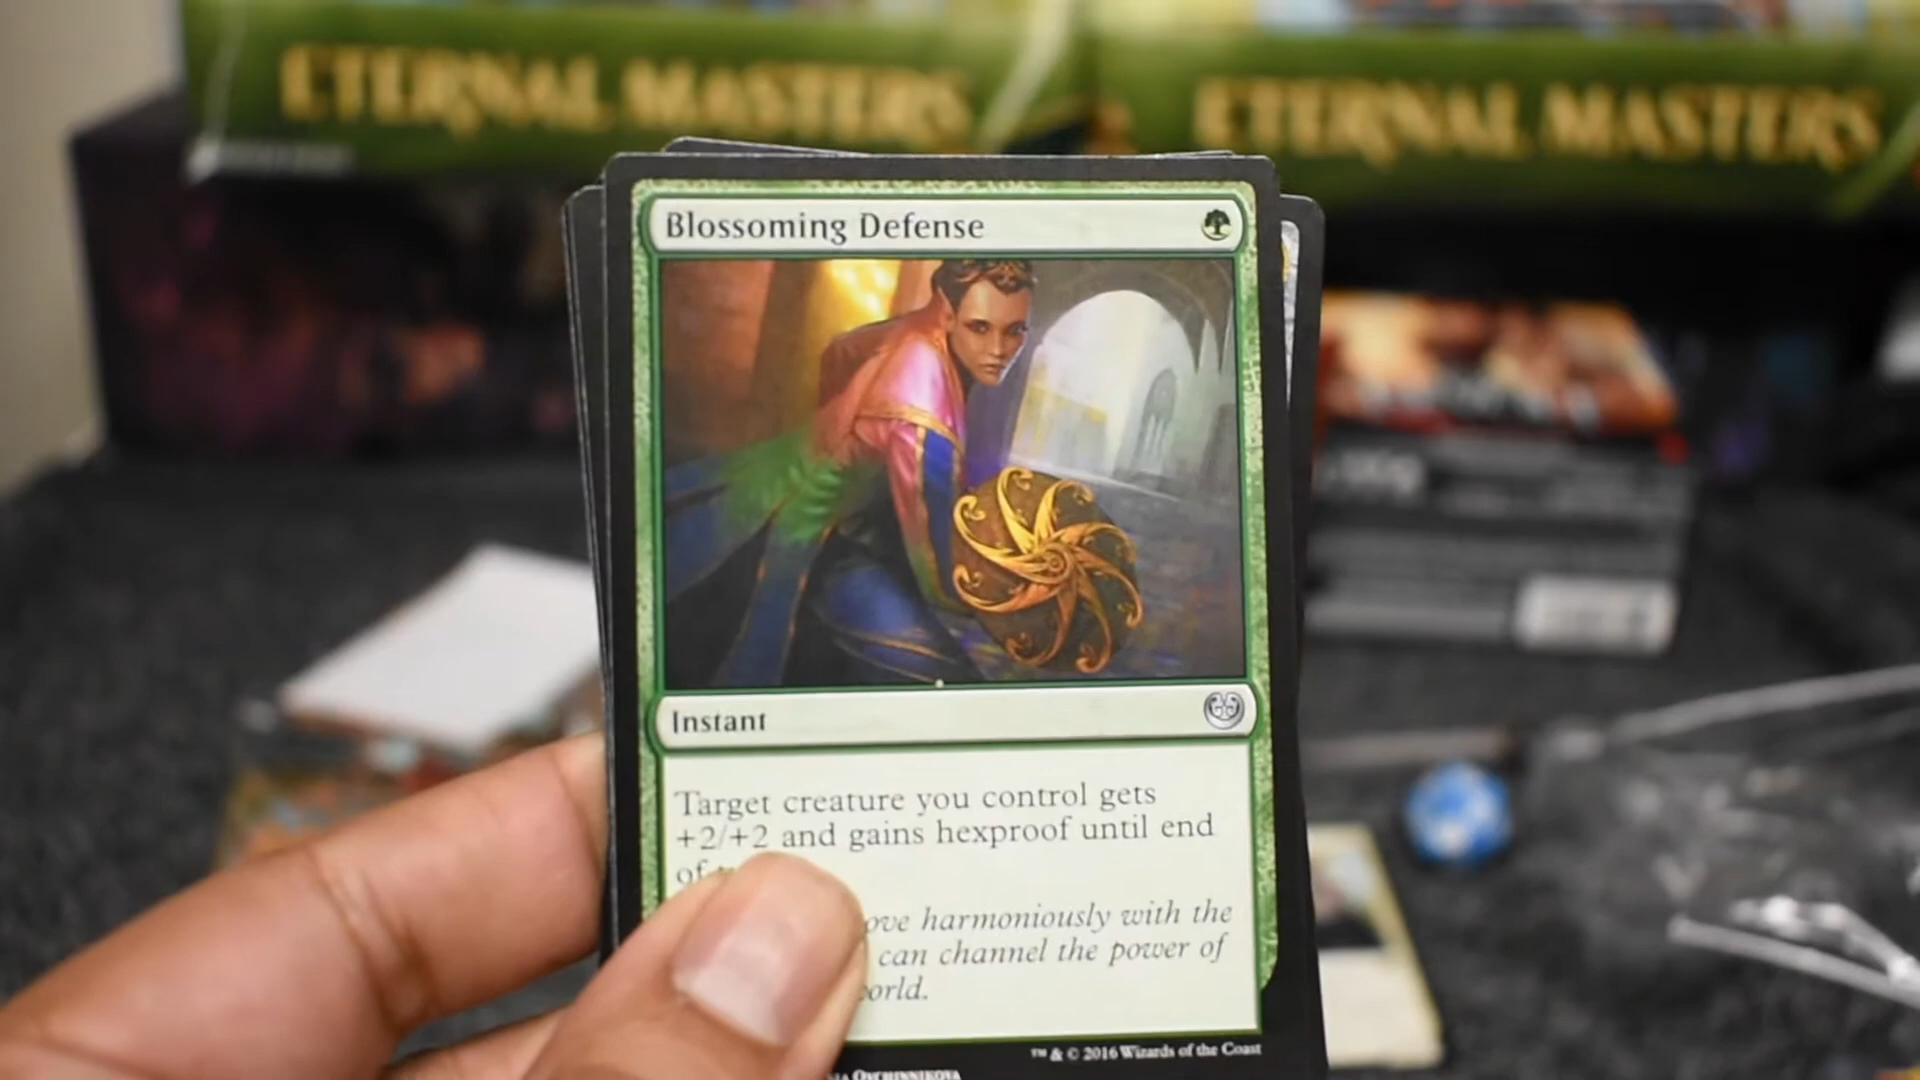 ETERNAL MASTERS
ETERNAL MASTERS
Blossoming Defense
Instant
Target creature you control gets
+2/+2 and gains hexproof until end
of
ove harmoniously with the
can channel the power of
orld.
™ & © 2016 Wizards of the Coast
OVCHINNIKOVA